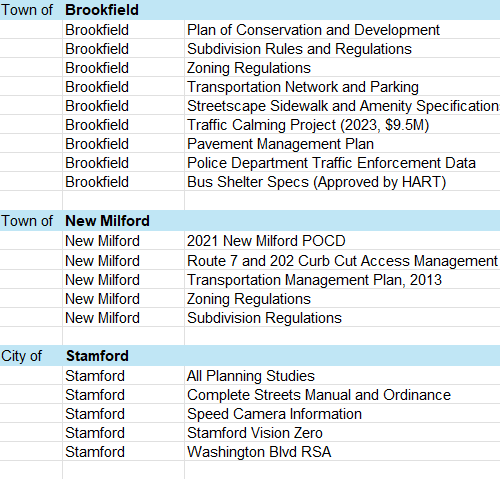 Town of Brookfield
Brookfield Plan of Conservation and Development
Brookfield Subdivision Rules and Regulations
Brookfield Zoning Regulations
Brookfield Transportation Network and Parking
Brookfield Streetscape Sidewalk and Amenity Specification
Brookfield Traffic Calming Project (2023, $9.5M)
Brookfield Pavement Management Plan
Brookfield Police Department Traffic Enforcement Data
Brookfield Bus Shelter Specs (Approved by HART)
Town of New Milford
New Milford 2021 New Milford POCD
New Milford Route 7 and 202 Curb Cut Access Management
New Milford Transportation Management Plan, 2013
New Milford Zoning Regulations
New Milford Subdivision Regulations
City of Stamford
Stamford All Planning Studies
Stamford Complete Streets Manual and Ordinance
Stamford Speed Camera Information
Stamford Stamford Vision Zero
Stamford Washington Blvd RSA